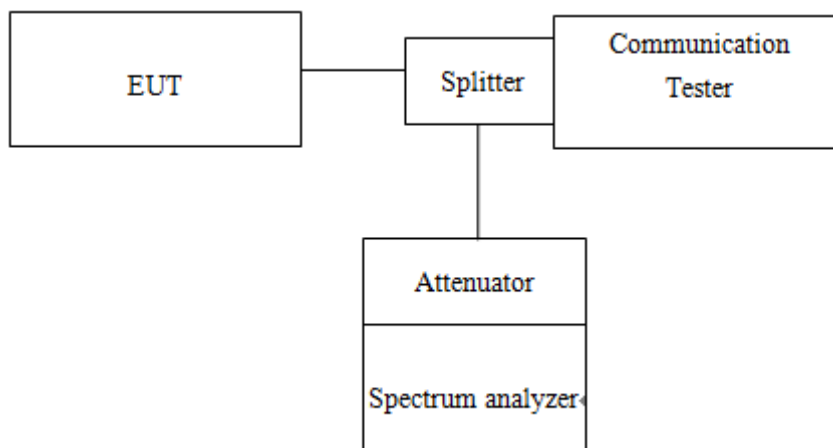 EUT
Splitter
Communication
Tester
Attenuator
Spectrum analyzer